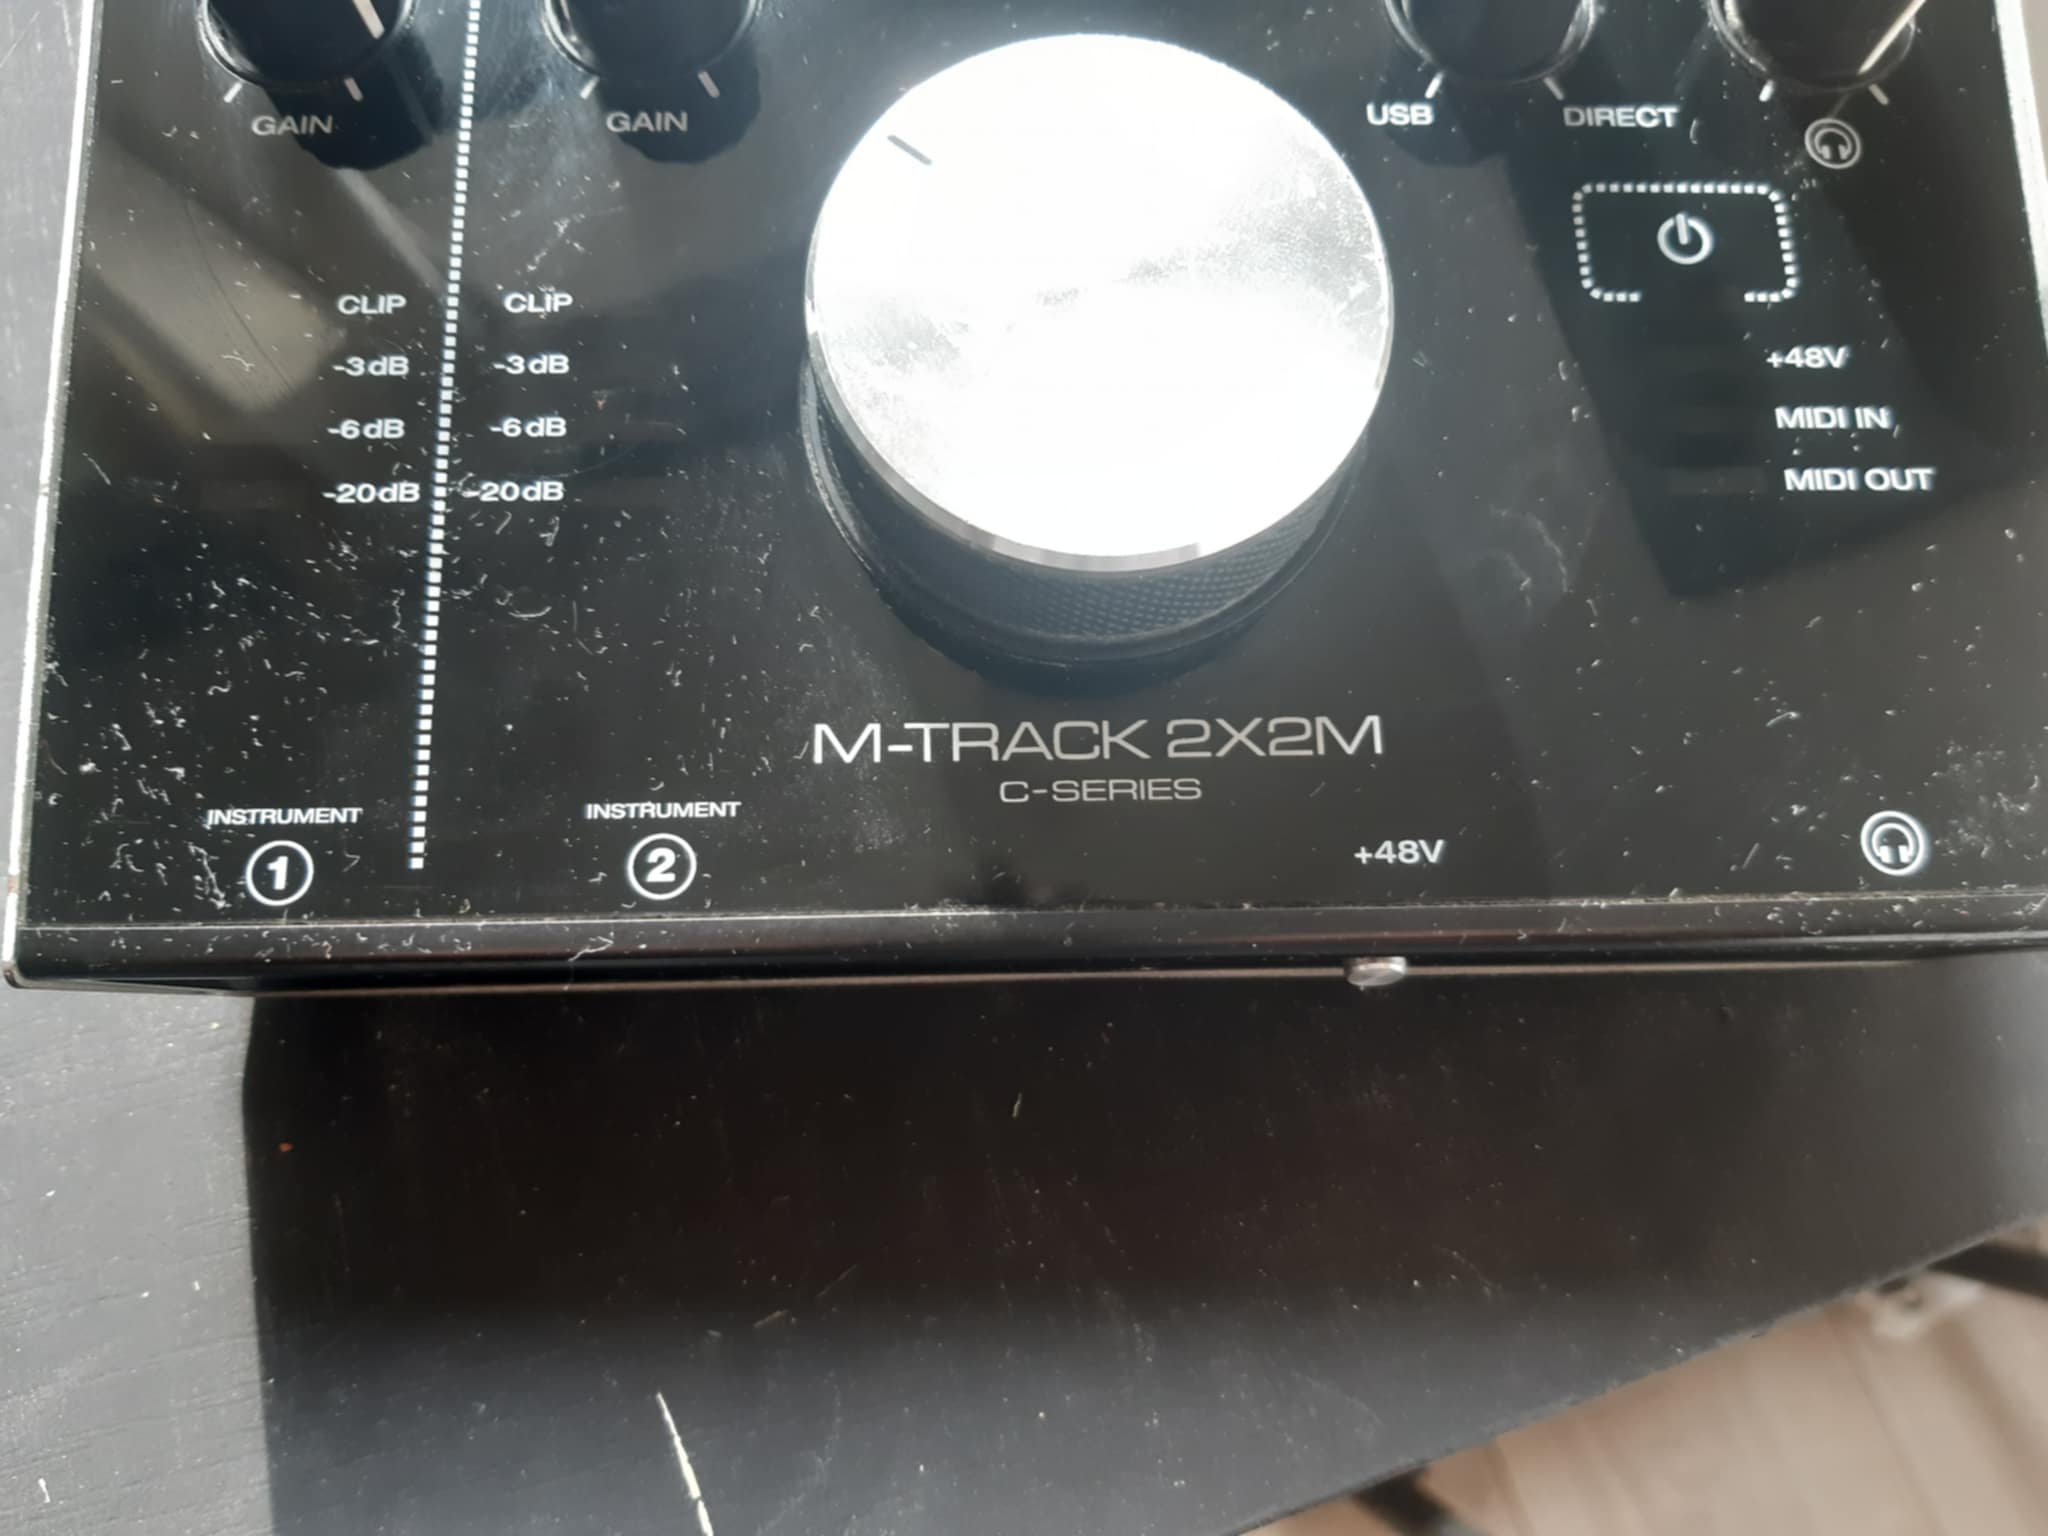 GAIN
GAIN
USB
DIRECT
CLIP
CLIP
-3dB
-3dB
+48V
-6dB
-6dB
MIDI IN
-20dB
-20dB
MIDI OUT
M-TRACK 2X2M
C-SERIES
INSTRUMENT
INSTRUMENT
1
2
+48V